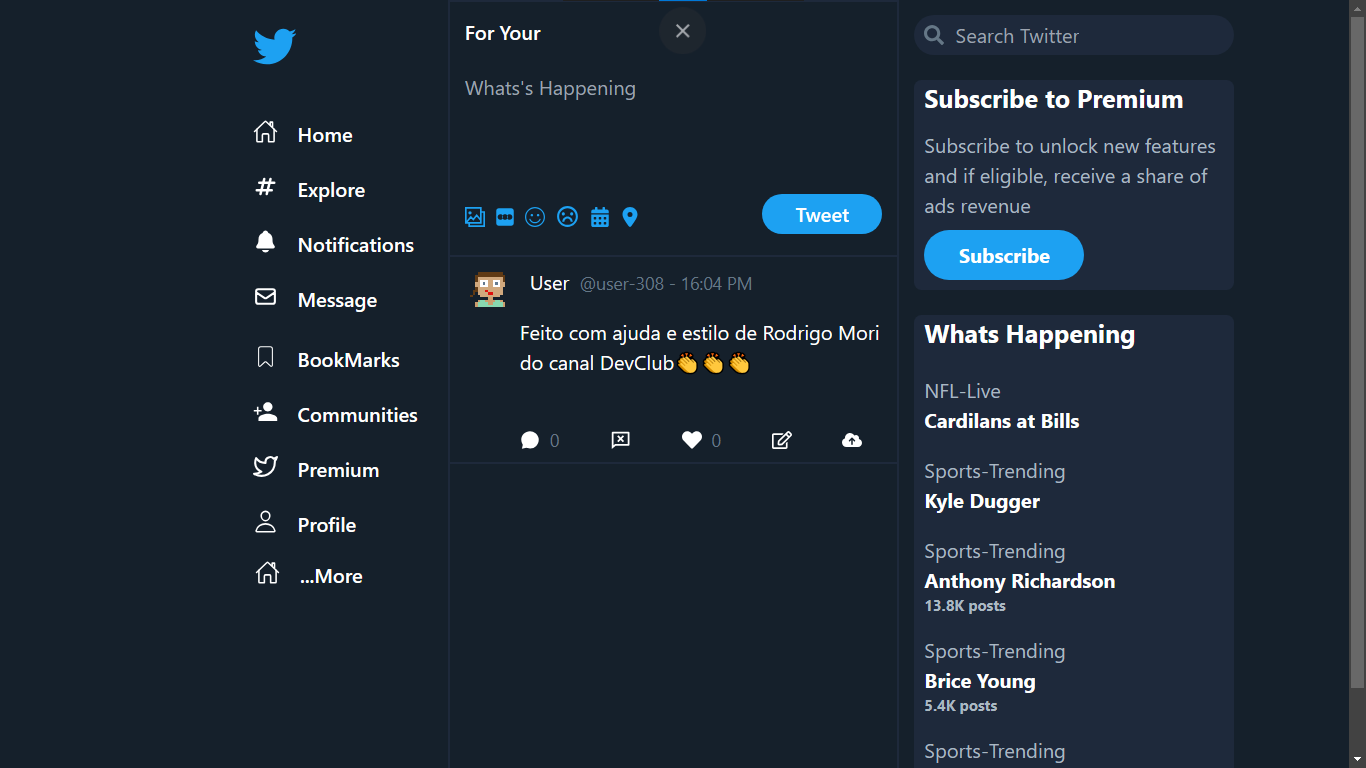 Home
Explore
Notifications
Message
BookMarks
Communities
Premium
Profile
...More
For Your
Whats's Happening
Tweet
User @user-308 - 16:04 PM
Feito com ajuda e estilo de Rodrigo Mori
do canal DevClub👏👏👏
0
0
Search Twitter
Subscribe to Premium
Subscribe to unlock new features
and if eligible, receive a share of
ads revenue
Subscribe
Whats Happening
NFL-Live
Cardilans at Bills
Sports-Trending
Kyle Dugger
Sports-Trending
Anthony Richardson
13.8K posts
Sports-Trending
Brice Young
5.4K posts
Sports-Trending